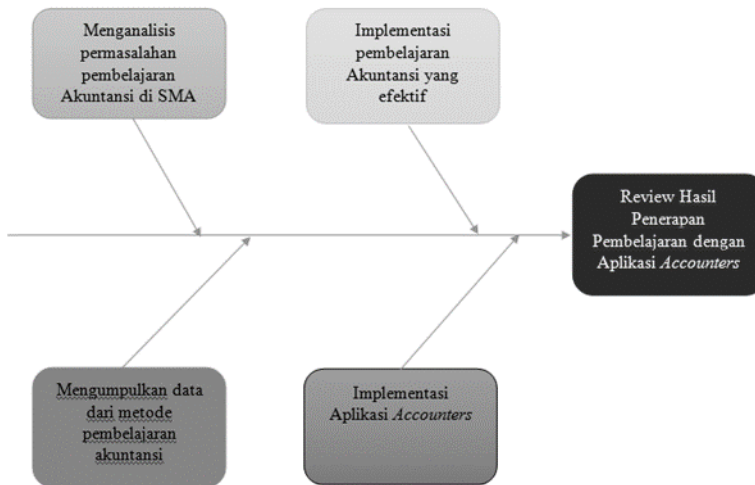 Menganalisis
permasalahan
pembelajaran
Akuntansi di SMA
Implementasi
pembelajaran
Akuntansi yang
efektif
Review Hasil
Penerapan
Pembelajaran dengan
Aplikasi Accounters
Mengumpulkan data
dari metode
pembelajaran
akuntansi
Implementasi
Aplikasi Accounters